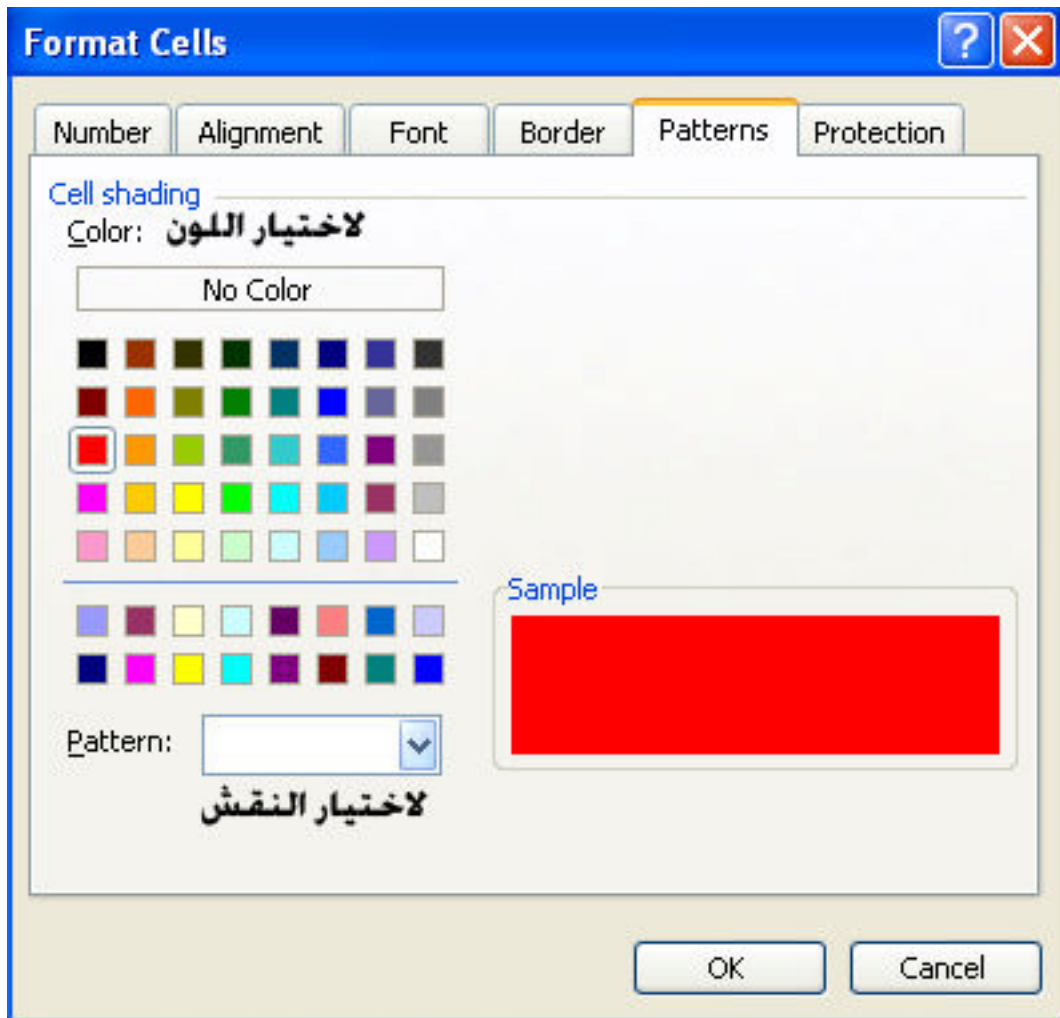 Format Cells
Number Alignment Font Border Patterns Protection
Cell shading
Color: لاختيار اللون
No Color
Sample
Pattern:
لاختيار النقش
OK Cancel